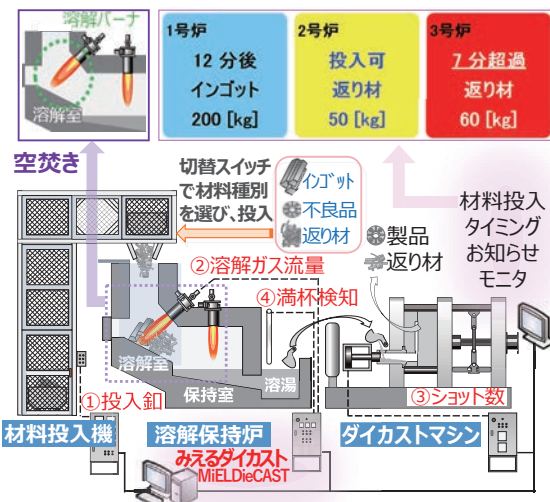 溶解バーナ
溶解室
空焚き
1号炉
12 分後
インゴット
200 [kg]
2号炉
投入可
返り材
50 [kg]
3号炉
7 分超過
返り材
60 [kg]
切替スイッチ
で材料種別
を選び、投入
インゴット
不良品
返り材
製品
返り材
材料投入
タイミング
お知らせ
モニタ
②溶解ガス流量
④満杯検知
溶解室
保持室
溶湯
①投入釦
③ショット数
材料投入機
溶解保持炉
ダイカストマシン
みえるダイカスト
MiELDieCAST